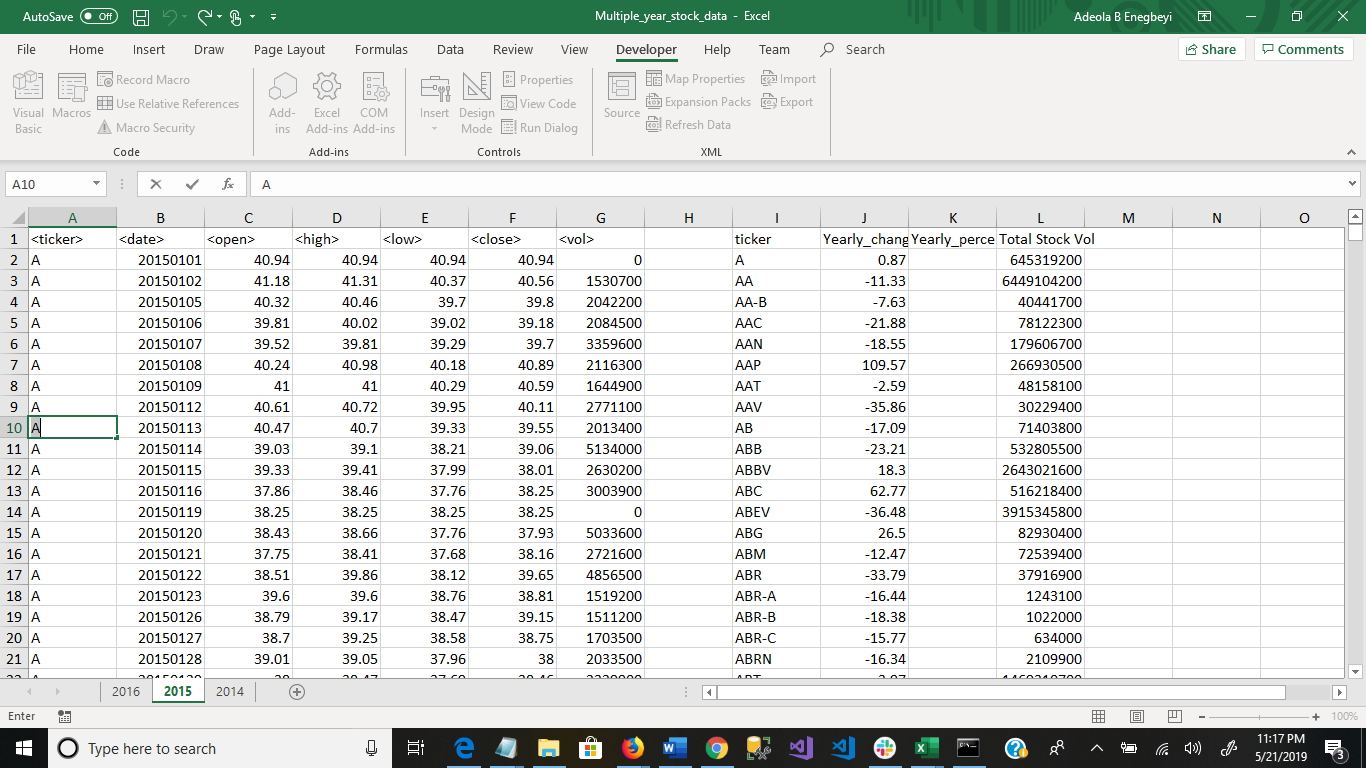 AutoSave Off Multiple_year_stock_data - Excel Adeola B Enegbeyi
File Home Insert Draw Page Layout Formulas Data Review View Developer Help Team Search Share Comments
Visual Basic Macros Record Macro Use Relative References Macro Security
Add-ins Excel Add-ins COM Add-ins
Insert Design Mode Properties View Code Run Dialog
Source Map Properties Expansion Packs Refresh Data Import Export
Code Add-ins Controls XML
A10 fx A
A B C D E F G H I J K L M N O
1 <ticker> <date> <open> <high> <low> <close> <vol> ticker Yearly_chang Yearly_perce Total Stock Vol
2 A 20150101 40.94 40.94 40.94 40.94 0 A 0.87 645319200
3 A 20150102 41.18 41.31 40.37 40.56 1530700 AA -11.33 6449104200
4 A 20150105 40.32 40.46 39.7 39.8 2042200 AA-B -7.63 40441700
5 A 20150106 39.81 40.02 39.02 39.18 2084500 AAC -21.88 78122300
6 A 20150107 39.52 39.81 39.29 39.7 3359600 AAN -18.55 179606700
7 A 20150108 40.24 40.98 40.18 40.89 2116300 AAP 109.57 266930500
8 A 20150109 41 41 40.29 40.59 1644900 AAT -2.59 48158100
9 A 20150112 40.61 40.72 39.95 40.11 2771100 AAV -35.86 30229400
10 A 20150113 40.47 40.7 39.33 39.55 2013400 AB -17.09 71403800
11 A 20150114 39.03 39.1 38.21 39.06 5134000 ABB -23.21 532805500
12 A 20150115 39.33 39.41 37.99 38.01 2630200 ABBV 18.3 2643021600
13 A 20150116 37.86 38.46 37.76 38.25 3003900 ABC 62.77 516218400
14 A 20150119 38.25 38.25 38.25 38.25 0 ABEV -36.48 3915345800
15 A 20150120 38.43 38.66 37.76 37.93 5033600 ABG 26.5 82930400
16 A 20150121 37.75 38.41 37.68 38.16 2721600 ABM -12.47 72539400
17 A 20150122 38.51 39.86 38.12 39.65 4856500 ABR -33.79 37916900
18 A 20150123 39.6 39.6 38.76 38.81 1519200 ABR-A -16.44 1243100
19 A 20150126 38.79 39.17 38.47 39.15 1511200 ABR-B -18.38 1022000
20 A 20150127 38.7 39.25 38.58 38.75 1703500 ABR-C -15.77 634000
21 A 20150128 39.01 39.05 37.96 38 2033500 ABRN -16.34 2109900
2016 2015 2014
Enter 100%
Type here to search 11:17 PM
5/21/2019 3